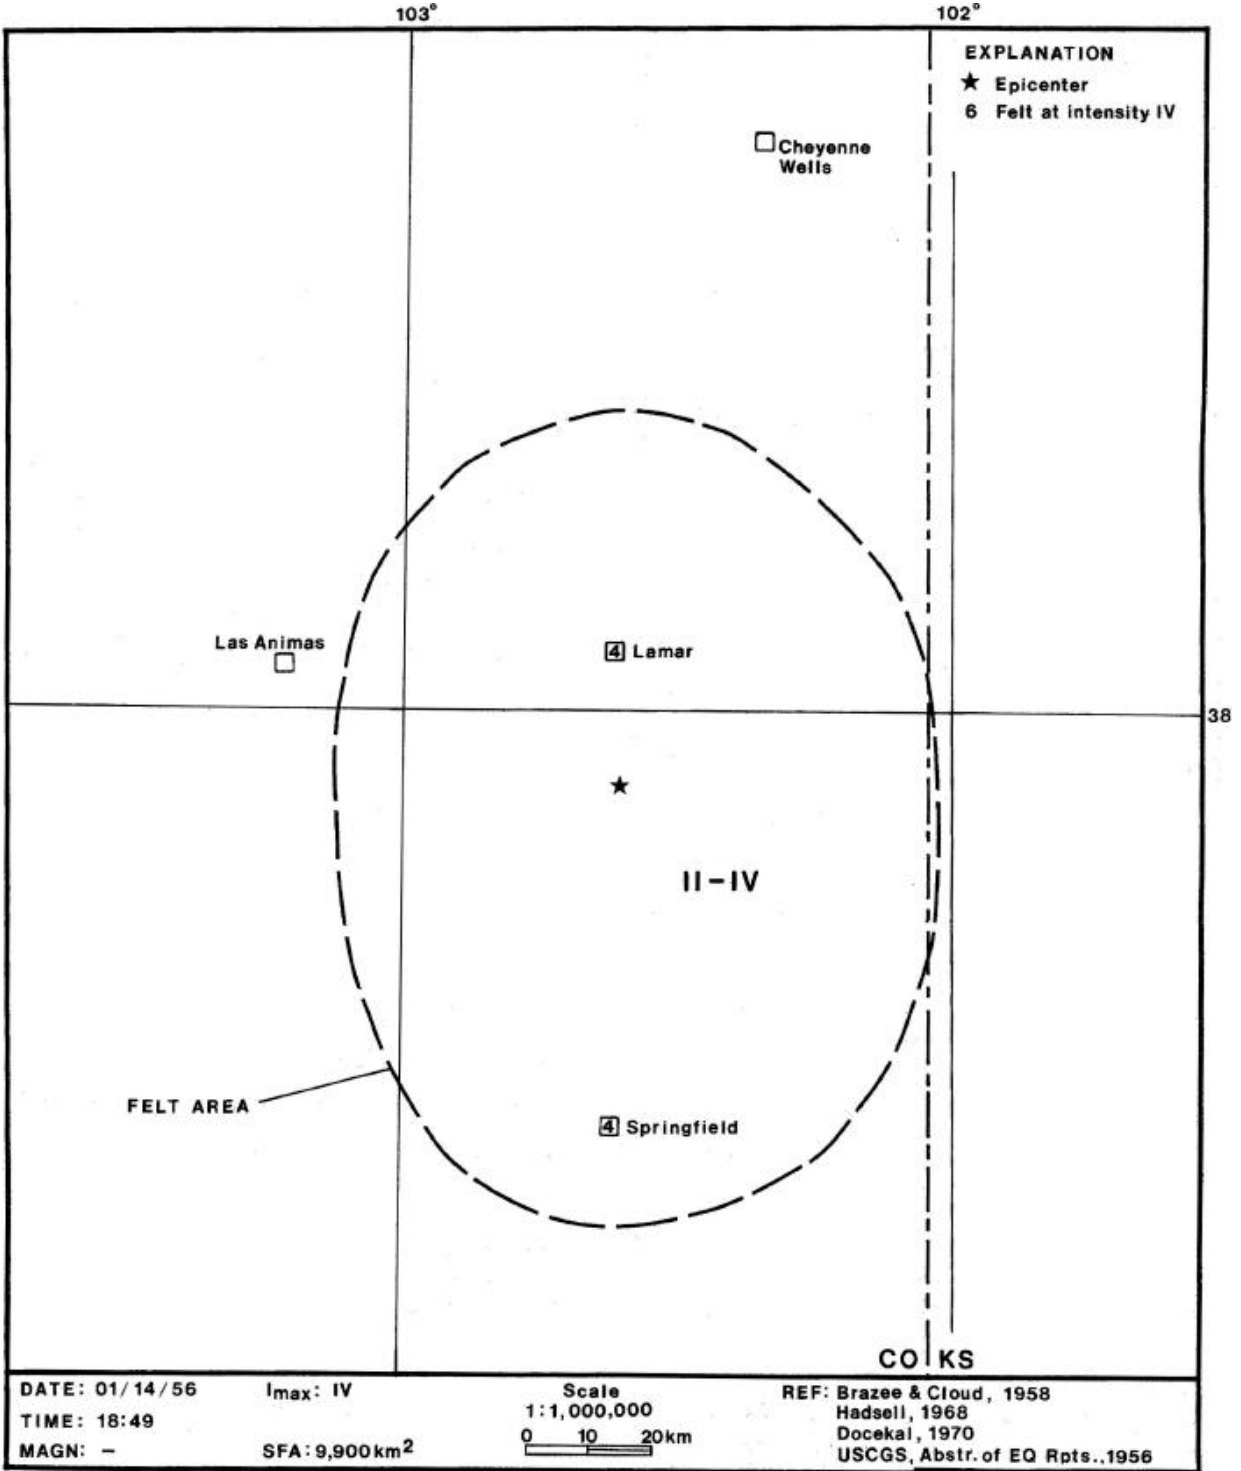 103° 102°
EXPLANATION
★ Epicenter
6 Felt at intensity IV
Cheyenne
Wells
Las Animas
4 Lamar
38
II-IV
FELT AREA
4 Springfield
CO KS
DATE: 01/14/56 Imax: IV Scale REF: Brazee & Cloud, 1958
1:1,000,000 Hadsell, 1968
TIME: 18:49 0 10 20km Docekal, 1970
MAGN: – SFA: 9,900km² USCGS, Abstr. of EQ Rpts.,1956